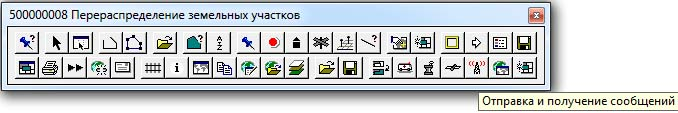 500000008 Перераспределение земельных участков
Отправка и получение сообщений